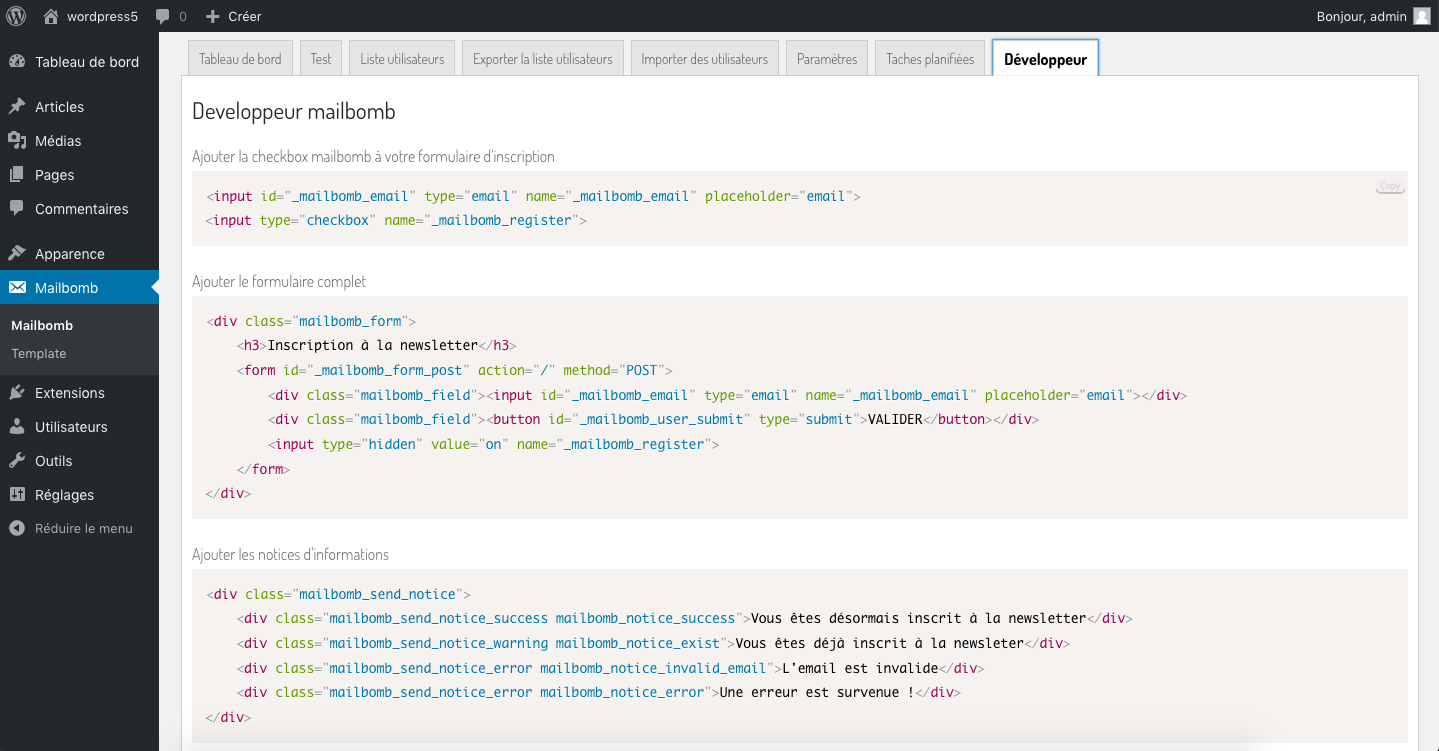 wordpress5 0 Créer Bonjour, admin
Tableau de bord
Articles
Médias
Pages
Commentaires
Apparence
Mailbomb
Mailbomb
Template
Extensions
Utilisateurs
Outils
Réglages
Réduire le menu
Tableau de bord Test Liste utilisateurs Exporter la liste utilisateurs Importer des utilisateurs Paramètres Taches planifiées Développeur
Developpeur mailbomb
Ajouter la checkbox mailbomb à votre formulaire d'inscription
Copy
<input id="_mailbomb_email" type="email" name="_mailbomb_email" placeholder="email">
<input type="checkbox" name="_mailbomb_register">
Ajouter le formulaire complet
<div class="mailbomb_form">
    <h3>Inscription à la newsletter</h3>
    <form id="_mailbomb_form_post" action="/" method="POST">
        <div class="mailbomb_field"><input id="_mailbomb_email" type="email" name="_mailbomb_email" placeholder="email"></div>
        <div class="mailbomb_field"><button id="_mailbomb_user_submit" type="submit">VALIDER</button></div>
        <input type="hidden" value="on" name="_mailbomb_register">
    </form>
</div>
Ajouter les notices d'informations
<div class="mailbomb_send_notice">
    <div class="mailbomb_send_notice_success mailbomb_notice_success">Vous êtes désormais inscrit à la newsletter</div>
    <div class="mailbomb_send_notice_warning mailbomb_notice_exist">Vous êtes déjà inscrit à la newsleter</div>
    <div class="mailbomb_send_notice_error mailbomb_notice_invalid_email">L'email est invalide</div>
    <div class="mailbomb_send_notice_error mailbomb_notice_error">Une erreur est survenue !</div>
</div>